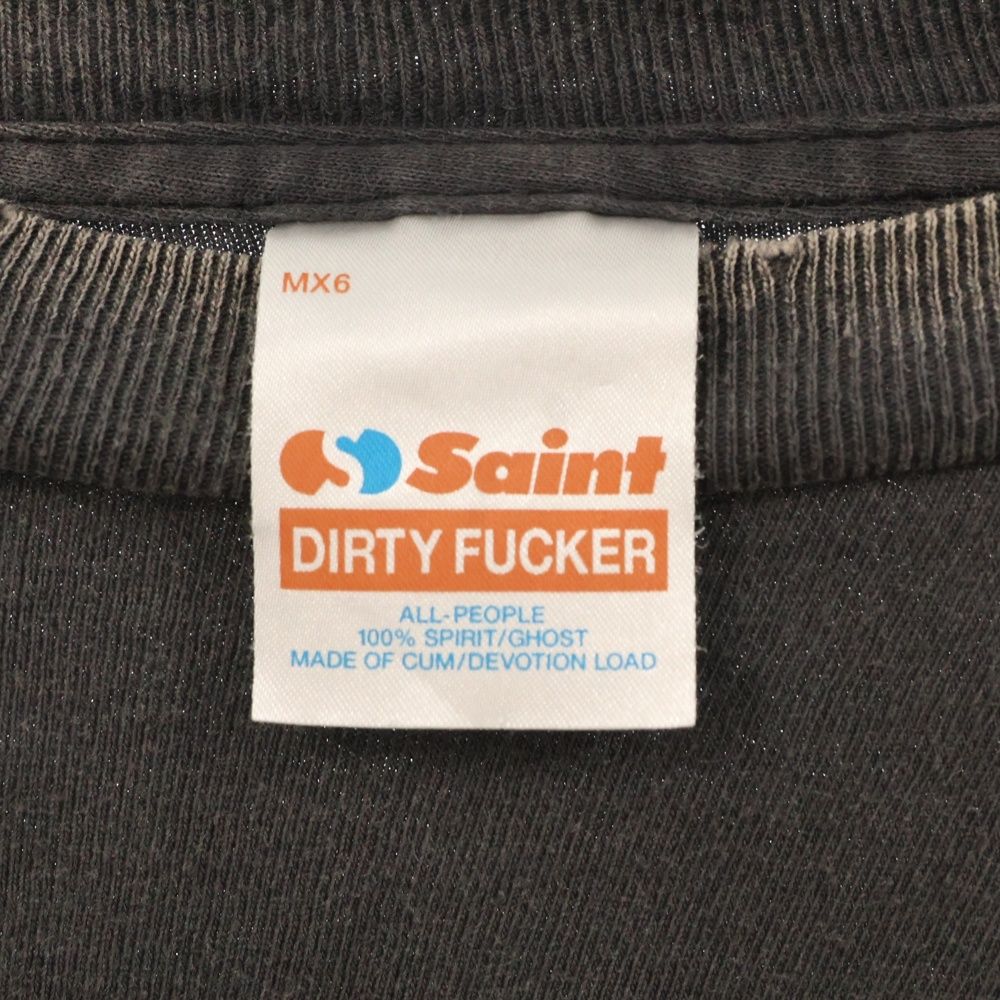 MX6
S Saint
DIRTY FUCKER
ALL-PEOPLE
100% SPIRIT/GHOST
MADE OF CUM/DEVOTION LOAD